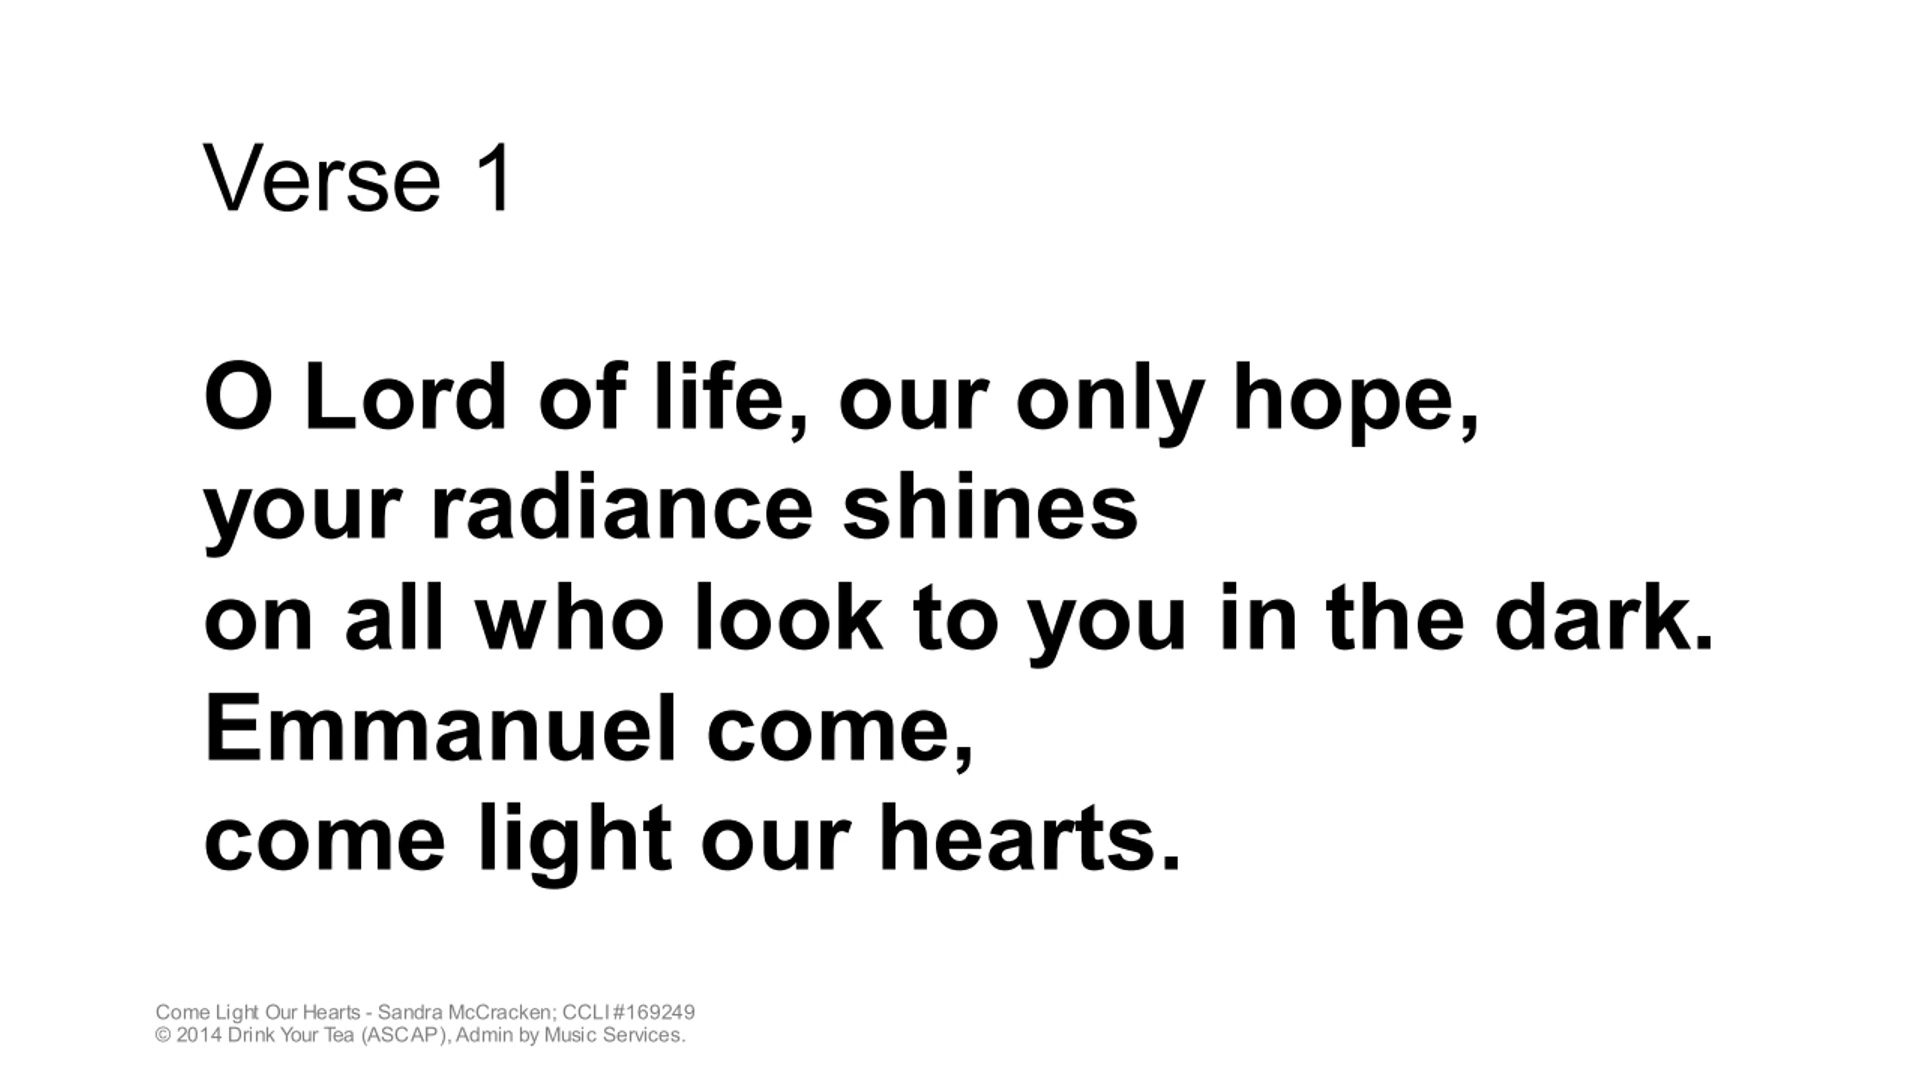 Verse 1
O Lord of life, our only hope,
your radiance shines
on all who look to you in the dark.
Emmanuel come,
come light our hearts.
Come Light Our Hearts - Sandra McCracken; CCLI #169249
© 2014 Drink Your Tea (ASCAP), Admin by Music Services.